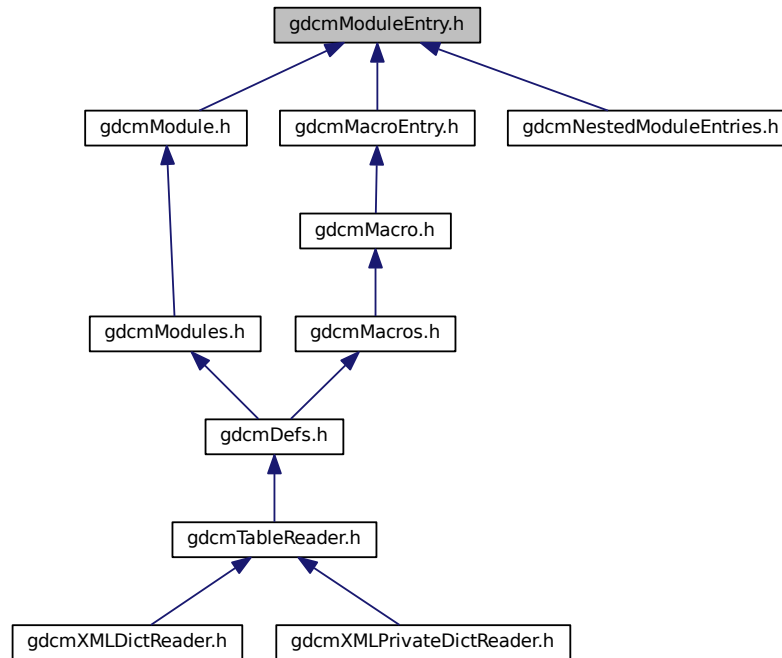 gdcmModuleEntry.h
gdcmModule.h
gdcmMacroEntry.h
gdcmNestedModuleEntries.h
gdcmMacro.h
gdcmModules.h
gdcmMacros.h
gdcmDefs.h
gdcmTableReader.h
gdcmXMLDictReader.h
gdcmXMLPrivateDictReader.h